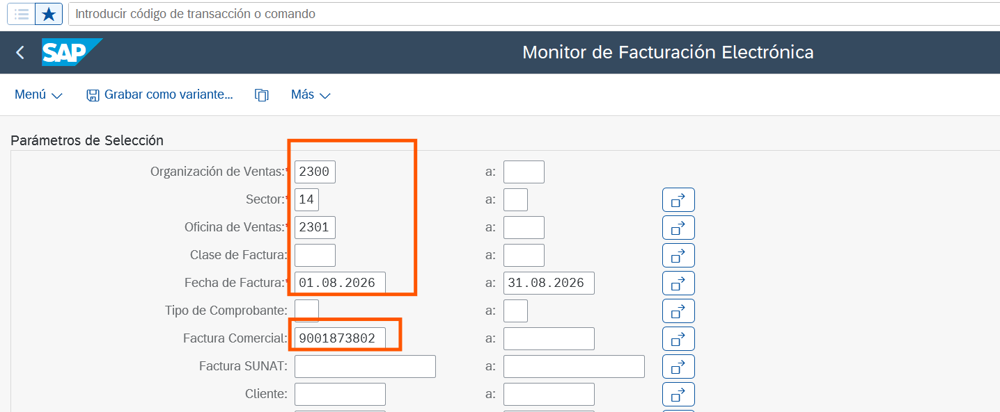 Introducir código de transacción o comando
SAP
Monitor de Facturación Electrónica
Menú Grabar como variante... Más
Parámetros de Selección
Organización de Ventas:* 2300 a:
Sector:* 14 a:
Oficina de Ventas:* 2301 a:
Clase de Factura: a:
Fecha de Factura:* 01.08.2026 a: 31.08.2026
Tipo de Comprobante: a:
Factura Comercial: 9001873802 a:
Factura SUNAT: a:
Cliente: a: